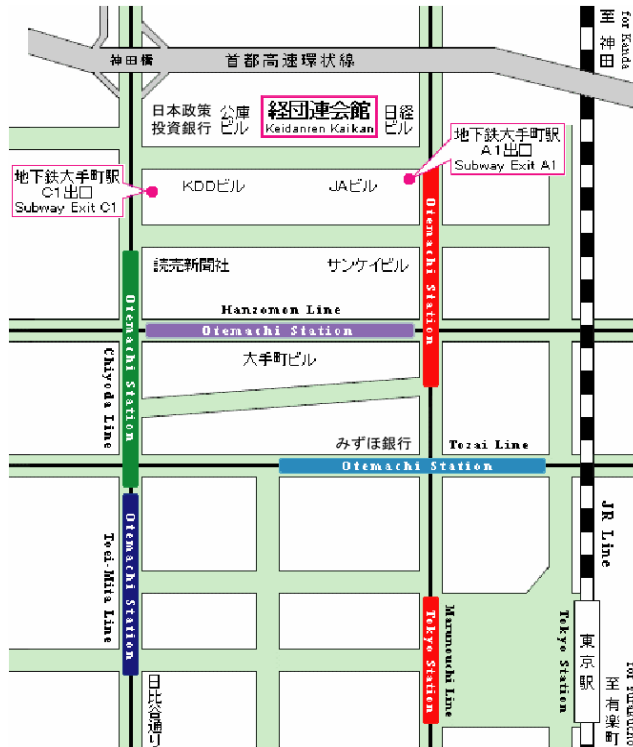 for Kanda
至 神田
神田橋
首都高速環状線
日本政策
投資銀行
公庫
ビル
経団連会館
Keidanren Kaikan
日経
ビル
地下鉄大手町駅
A1出口
Subway Exit A1
地下鉄大手町駅
C1出口
Subway Exit C1
KDDビル
JAビル
Otemachi Station
読売新聞社
サンケイビル
Hanzomon Line
Otemachi Station
Otemachi Station
Chiyoda Line
大手町ビル
みずほ銀行
Tozai Line
Otemachi Station
Otemachi Station
Toei-Mita Line
JR Line
Tokyo Station
Marunouchi Line
Tokyo Station
東京駅
至 有楽町
日比谷通り